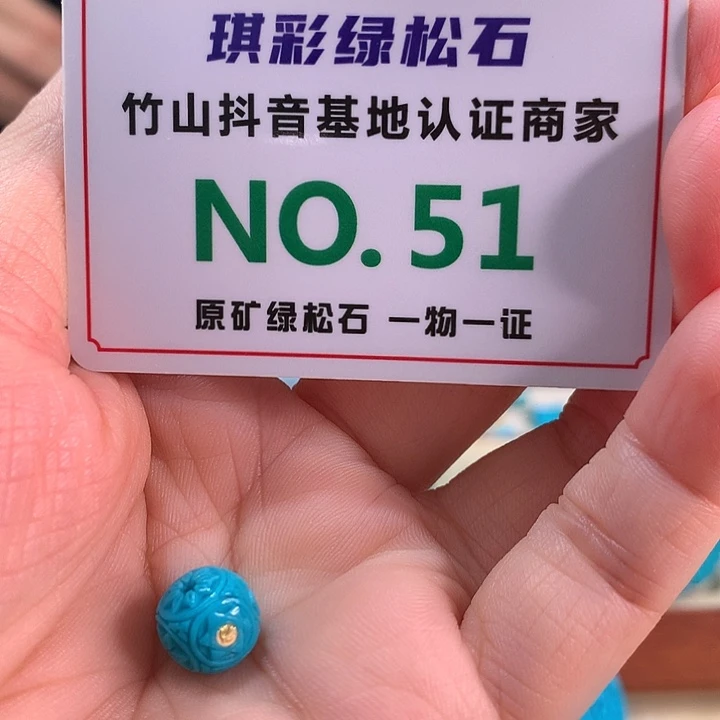 琪彩绿松石
竹山抖音基地认证商家
NO.51
原矿绿松石 一物一证